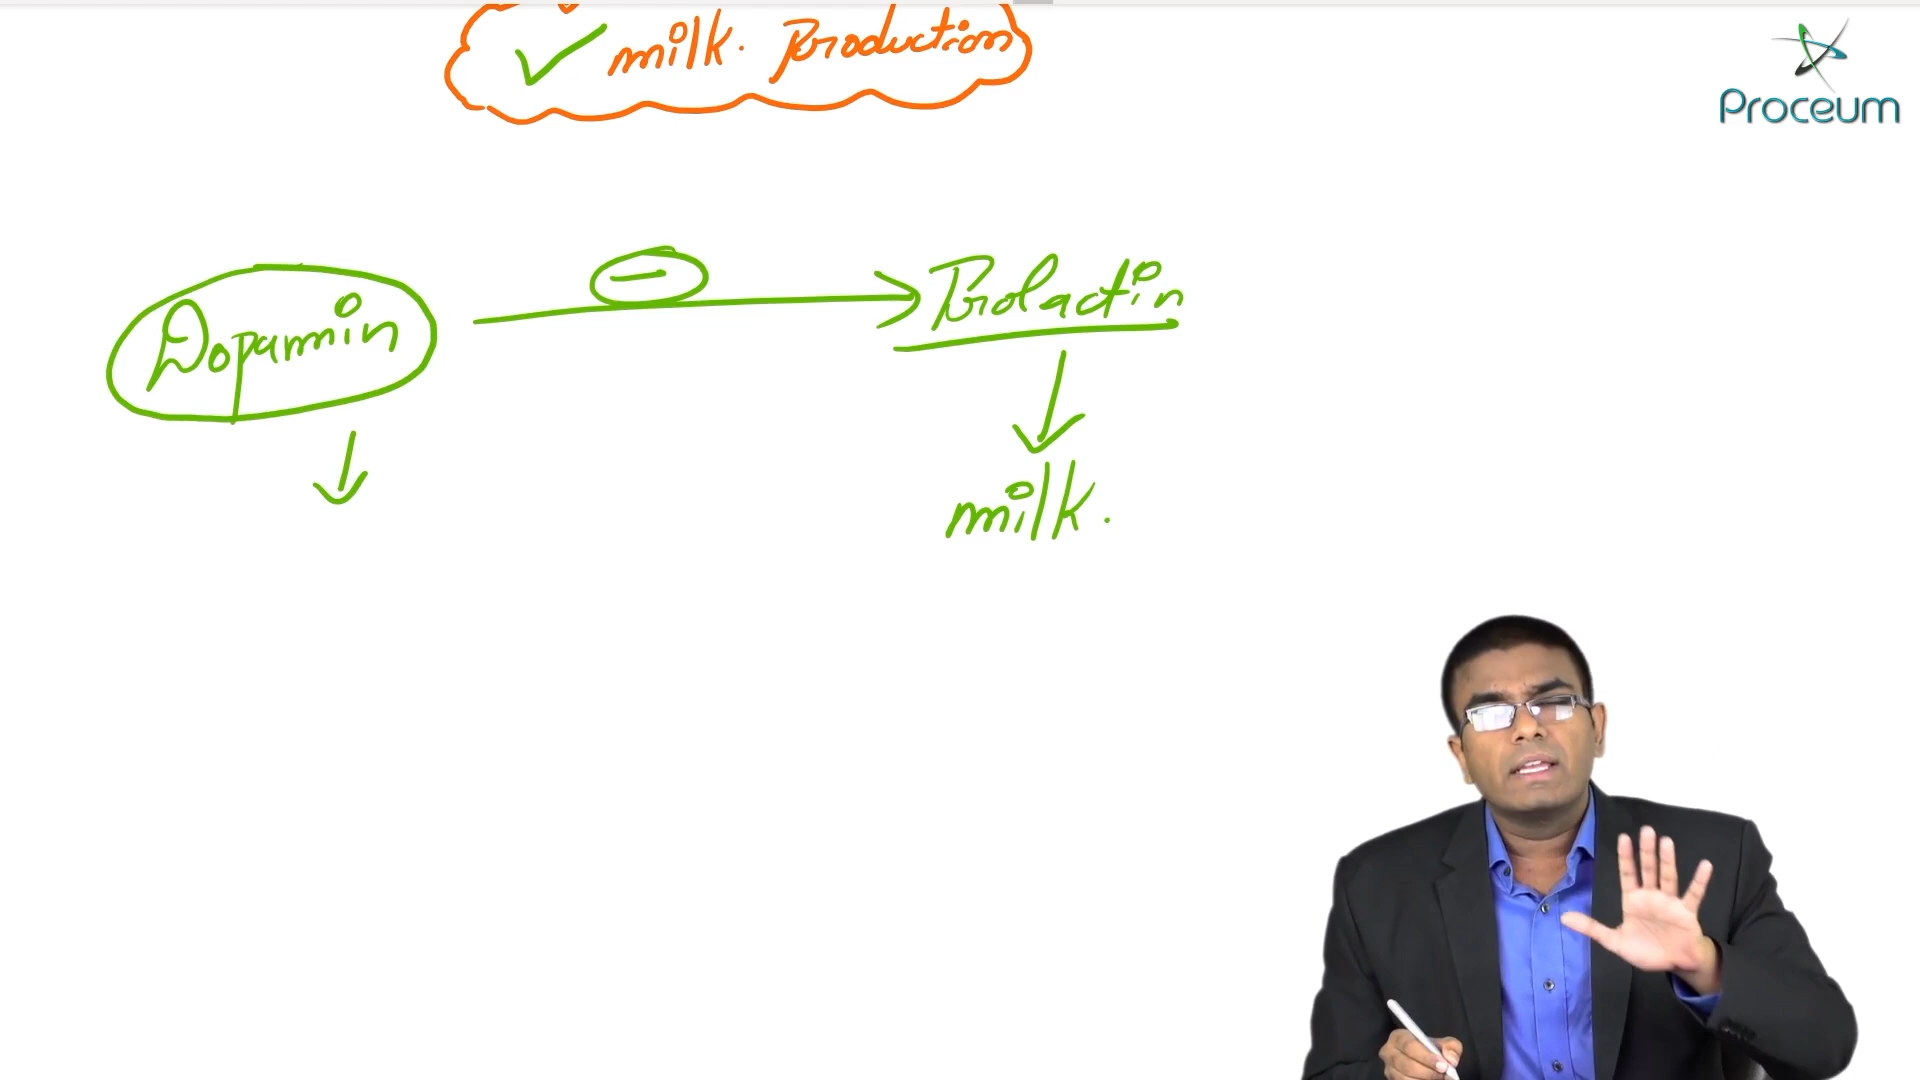 milk. Production
Proceum
Dopamin
Prolactin
milk.